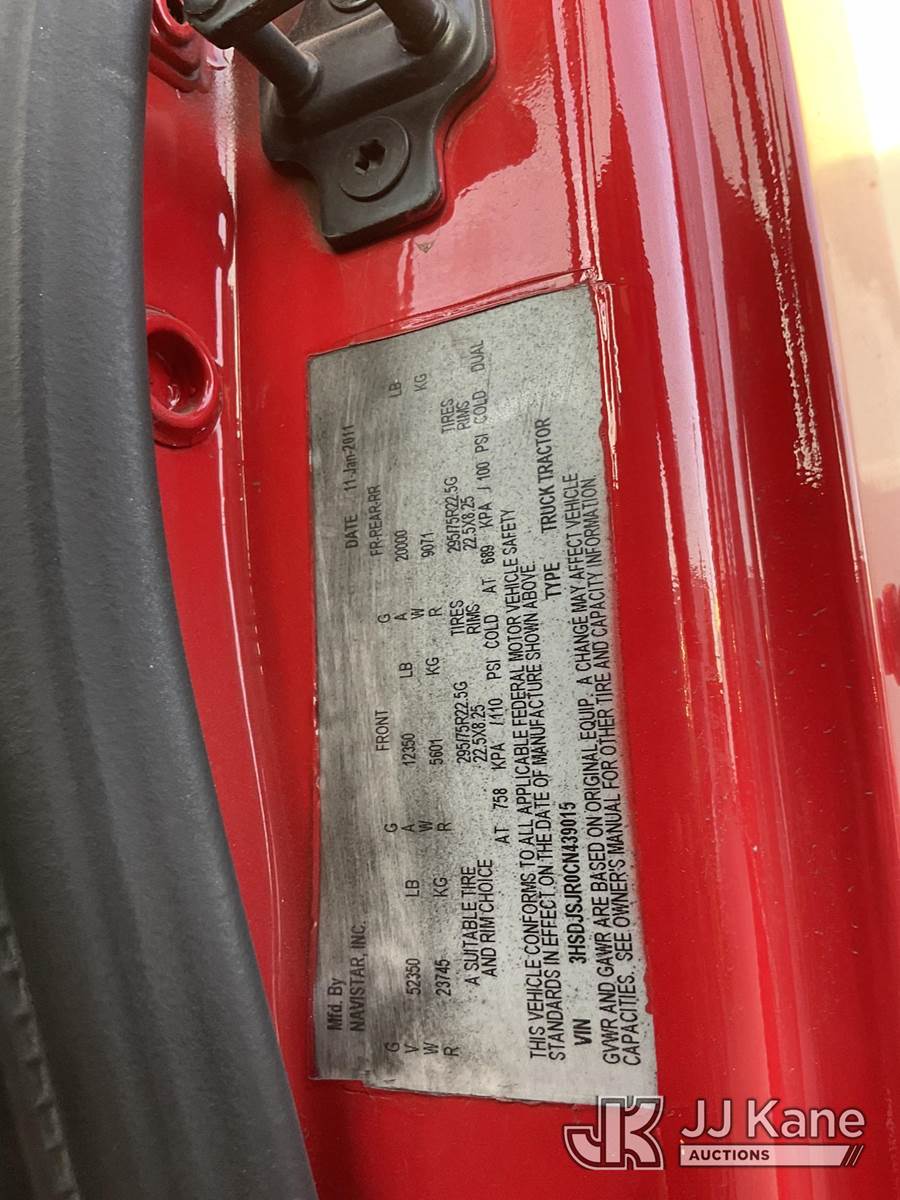 Mfd. By
NAVISTAR, INC. DATE 11-Jan-2011
FRONT FR-REAR-RR
GVWR 52350 LB GAWR 12350 LB GAWR 20000 LB
23745 KG 5601 KG 9071 KG
A SUITABLE TIRE 295/75R22.5G TIRES 295/75R22.5G TIRES
AND RIM CHOICE 22.5X8.25 RIMS 22.5X8.25 RIMS
AT 758 KPA /110 PSI COLD AT 689 KPA / 100 PSI COLD DUAL
THIS VEHICLE CONFORMS TO ALL APPLICABLE FEDERAL MOTOR VEHICLE SAFETY
STANDARDS IN EFFECT ON THE DATE OF MANUFACTURE SHOWN ABOVE.
VIN 3HSDJSJR0CN439015 TYPE TRUCK TRACTOR
GVWR AND GAWR ARE BASED ON ORIGINAL EQUIP. A CHANGE MAY AFFECT VEHICLE
CAPACITIES. SEE OWNER'S MANUAL FOR OTHER TIRE AND CAPACITY INFORMATION.
JK JJ Kane
AUCTIONS